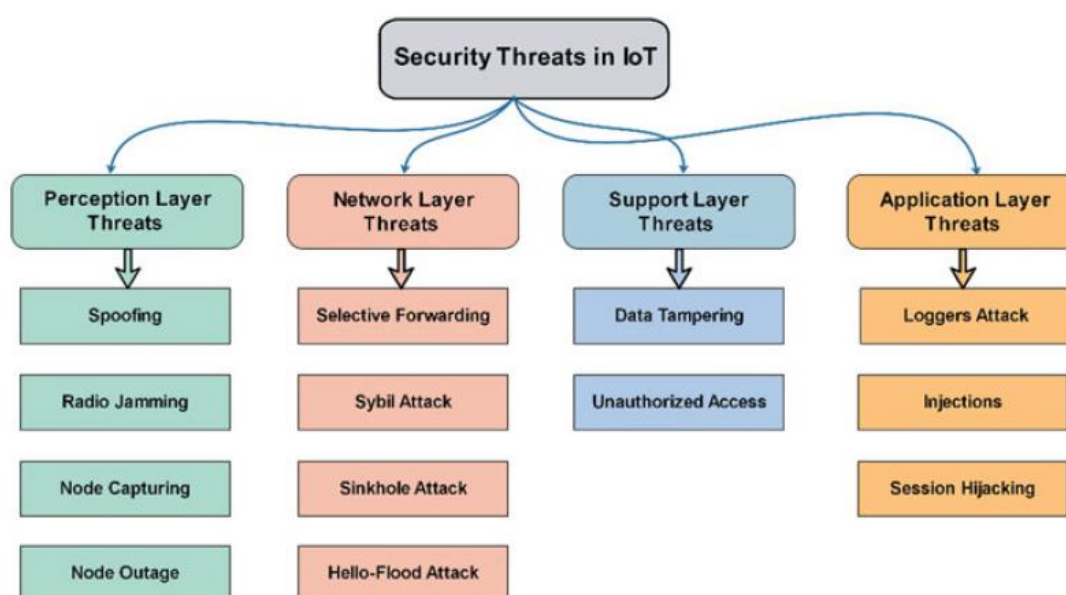 Security Threats in IoT
Perception Layer
Threats
Network Layer
Threats
Support Layer
Threats
Application Layer
Threats
Spoofing
Selective Forwarding
Data Tampering
Loggers Attack
Radio Jamming
Sybil Attack
Unauthorized Access
Injections
Node Capturing
Sinkhole Attack
Session Hijacking
Node Outage
Hello-Flood Attack